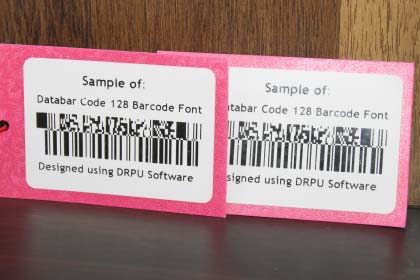 Sample of:
Databar Code 128 Barcode Font
Designed using DRPU Software
Sample of:
tabar Code 128 Barcode Font
Designed using DRPU Software